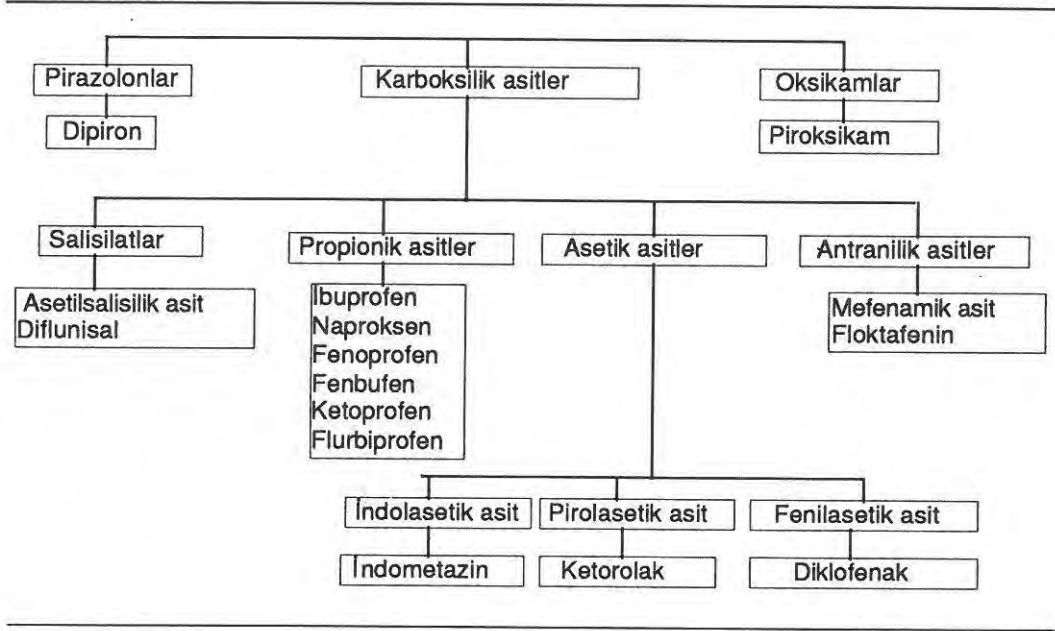 Pirazolonlar
Karboksilik asitler
Oksikamlar
Dipiron
Piroksikam
Salisilatlar
Propionik asitler
Asetik asitler
Antranilik asitler
Asetilsalisilik asit
Diflunisal
Ibuprofen
Naproksen
Fenoprofen
Fenbufen
Ketoprofen
Flurbiprofen
Mefenamik asit
Floktafenin
İndolasetik asit
Pirolasetik asit
Fenilasetik asit
İndometazin
Ketorolak
Diklofenak